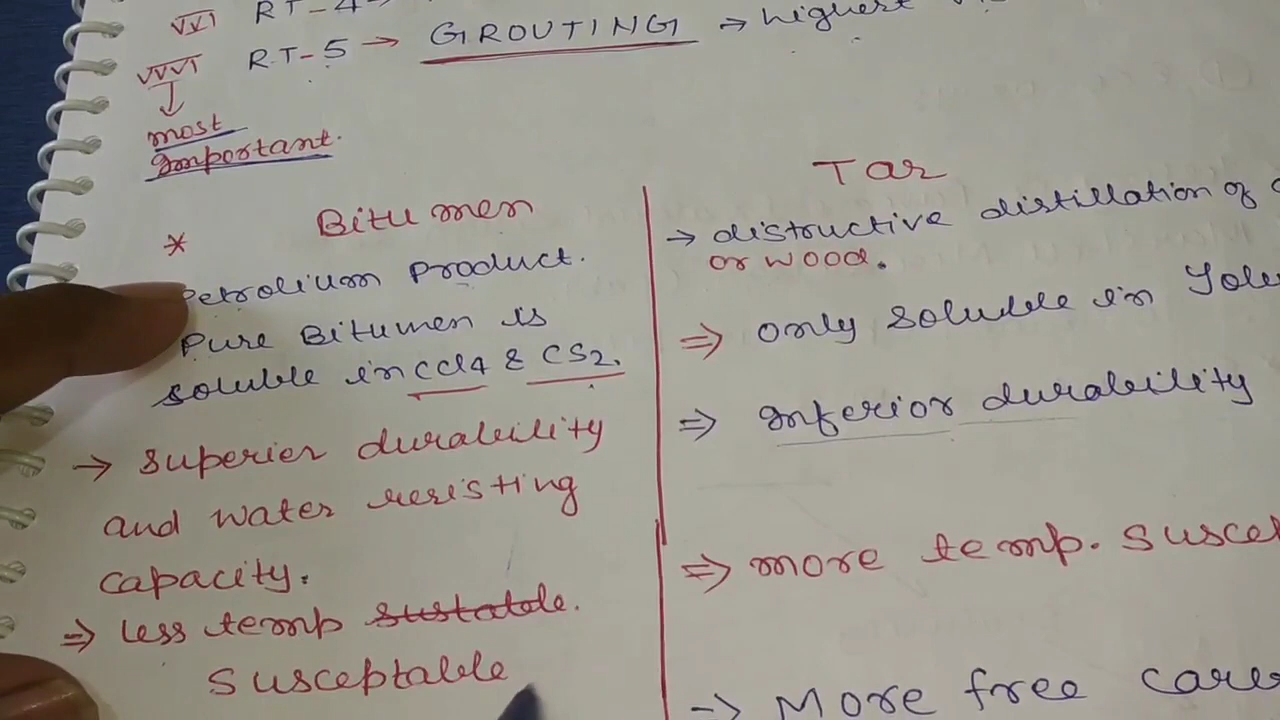 √√√ RT-4 →
√√√√ R.T-5 → GROUTING → highest
↓
most
Important.
Bitumen
*
Petrolium Product.
Pure Bitumen is
soluble in CCl4 & CS2.
→ superier durability
and water resisting
capacity.
⇒ less temp
susceptable
Tar
→ distructive distillation of
or wood.
⇒ only soluble in Tole
⇒ Inferior durability
⇒ more temp. suscep
→ More free car